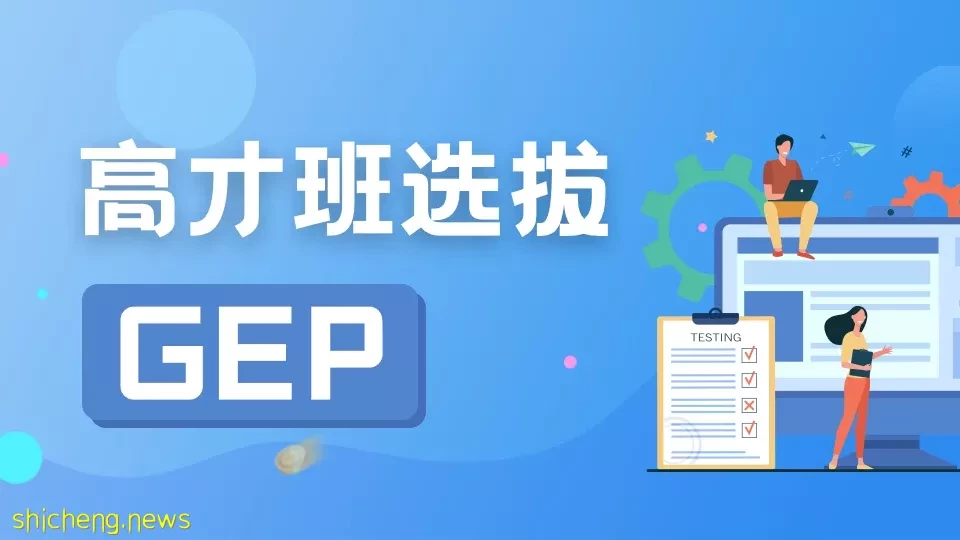 高才班选拔
GEP
TESTING
#
shicheng.news